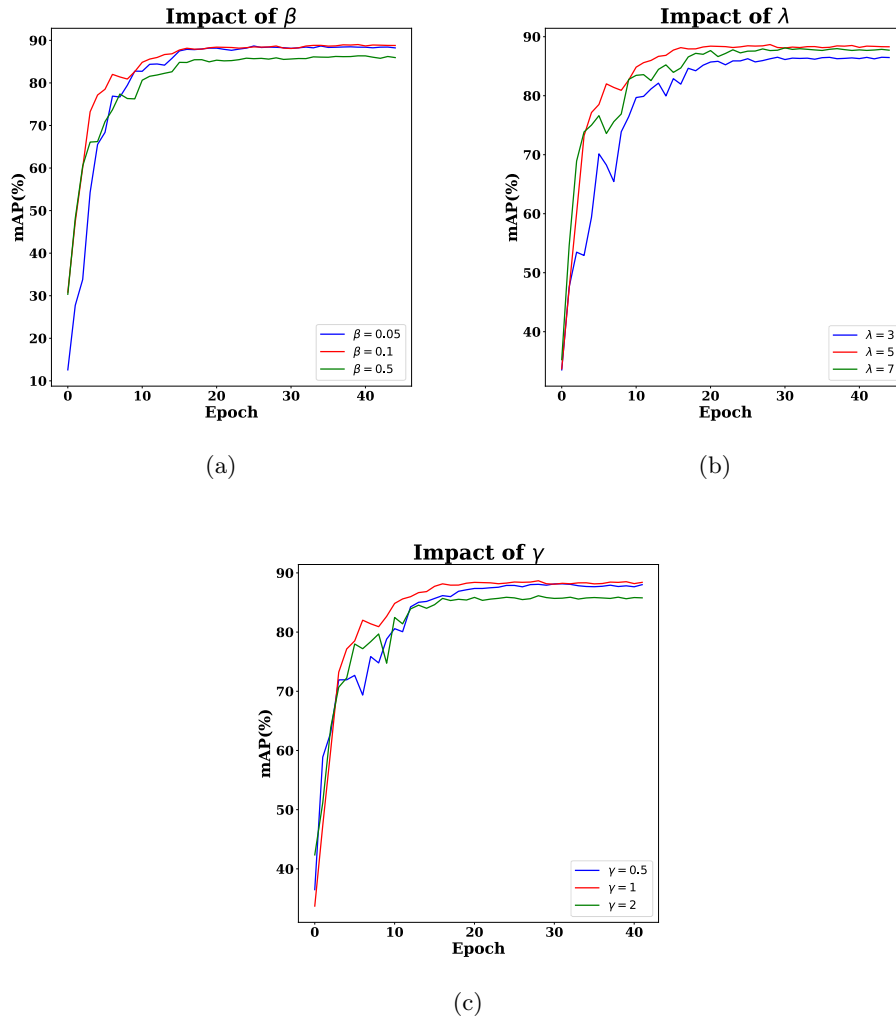 Impact of β
mAP(%)
90
80
70
60
50
40
30
20
10
β = 0.05
β = 0.1
β = 0.5
0 10 20 30 40
Epoch
(a)
Impact of λ
mAP(%)
90
80
70
60
50
40
λ = 3
λ = 5
λ = 7
0 10 20 30 40
Epoch
(b)
Impact of γ
mAP(%)
90
80
70
60
50
40
γ = 0.5
γ = 1
γ = 2
0 10 20 30 40
Epoch
(c)